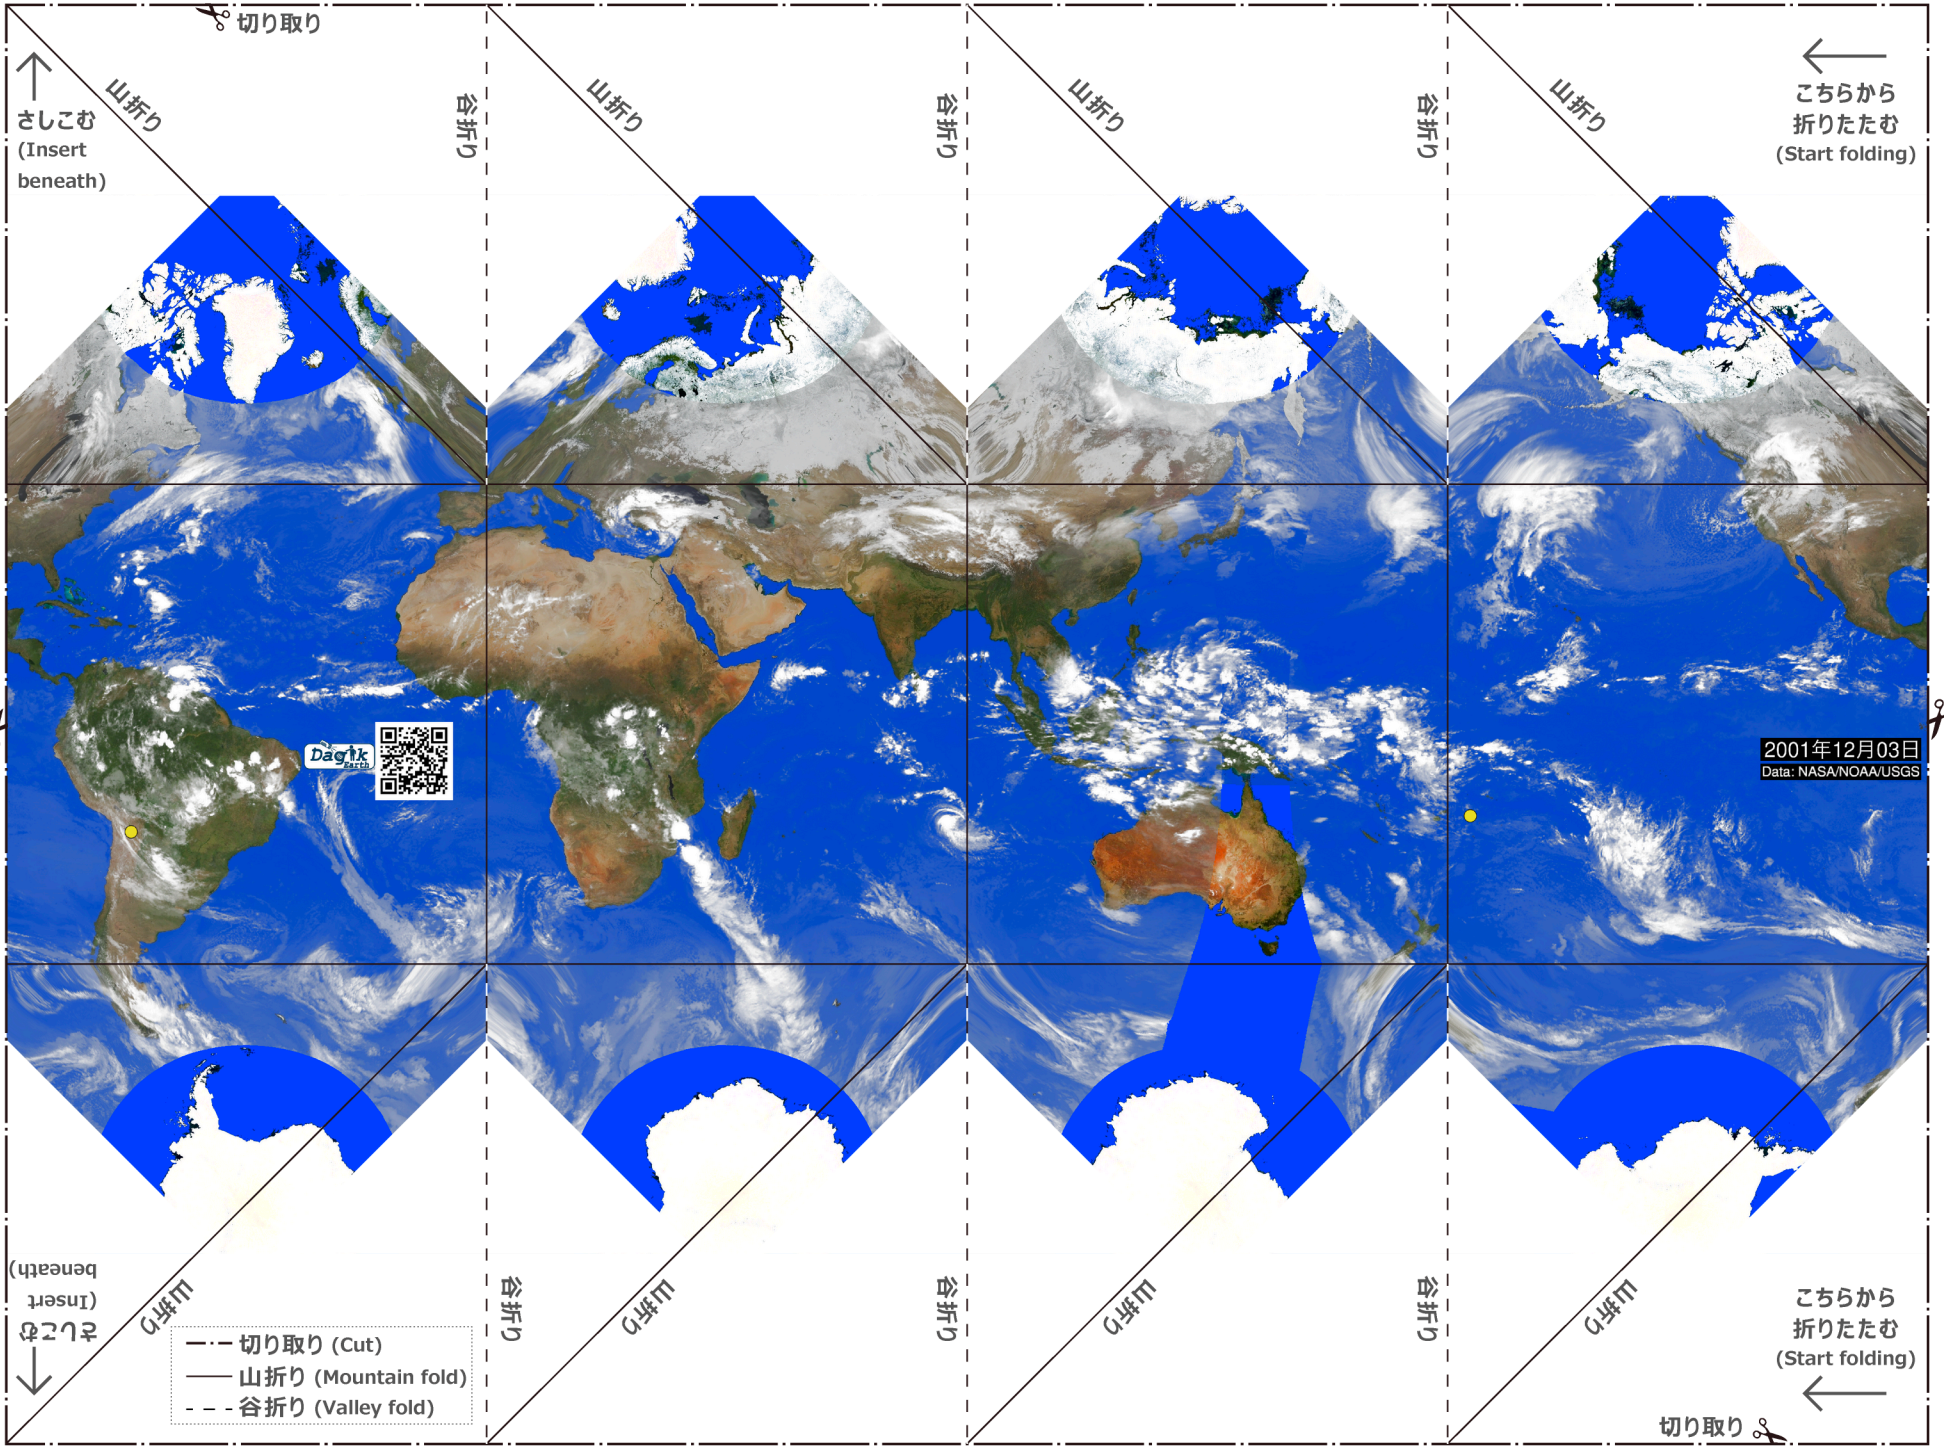 切り取り
山折り
谷折り
山折り
谷折り
山折り
谷折り
山折り
さしこむ
(Insert
beneath)
こちらから
折りたたむ
(Start folding)
Dagik
Earth
2001年12月03日
Data: NASA/NOAA/USGS
さしこむ
(Insert
beneath)
山折り
谷折り
山折り
谷折り
山折り
谷折り
山折り
こちらから
折りたたむ
(Start folding)
切り取り (Cut)
山折り (Mountain fold)
谷折り (Valley fold)
切り取り